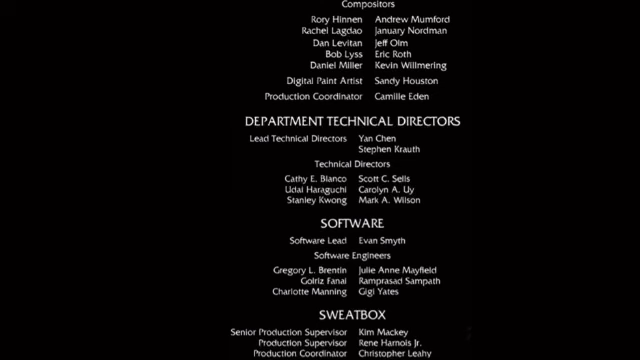 Compositors
Rory Hinnen Andrew Mumford
Rachel Lagdao January Nordman
Dan Levitan Jeff Olm
Bob Lyss Eric Roth
Daniel Miller Kevin Willmering
Digital Paint Artist Sandy Houston
Production Coordinator Camille Eden
DEPARTMENT TECHNICAL DIRECTORS
Lead Technical Directors Yan Chen
Stephen Krauth
Technical Directors
Cathy E. Blanco Scott C. Sells
Udai Haraguchi Carolyn A. Uy
Stanley Kwong Mark A. Wilson
SOFTWARE
Software Lead Evan Smyth
Software Engineers
Gregory L. Brentin Julie Anne Mayfield
Golriz Fanai Ramprasad Sampath
Charlotte Manning Gigi Yates
SWEATBOX
Senior Production Supervisor Kim Mackey
Production Supervisor Rene Harnois Jr.
Production Coordinator Christopher Leahy